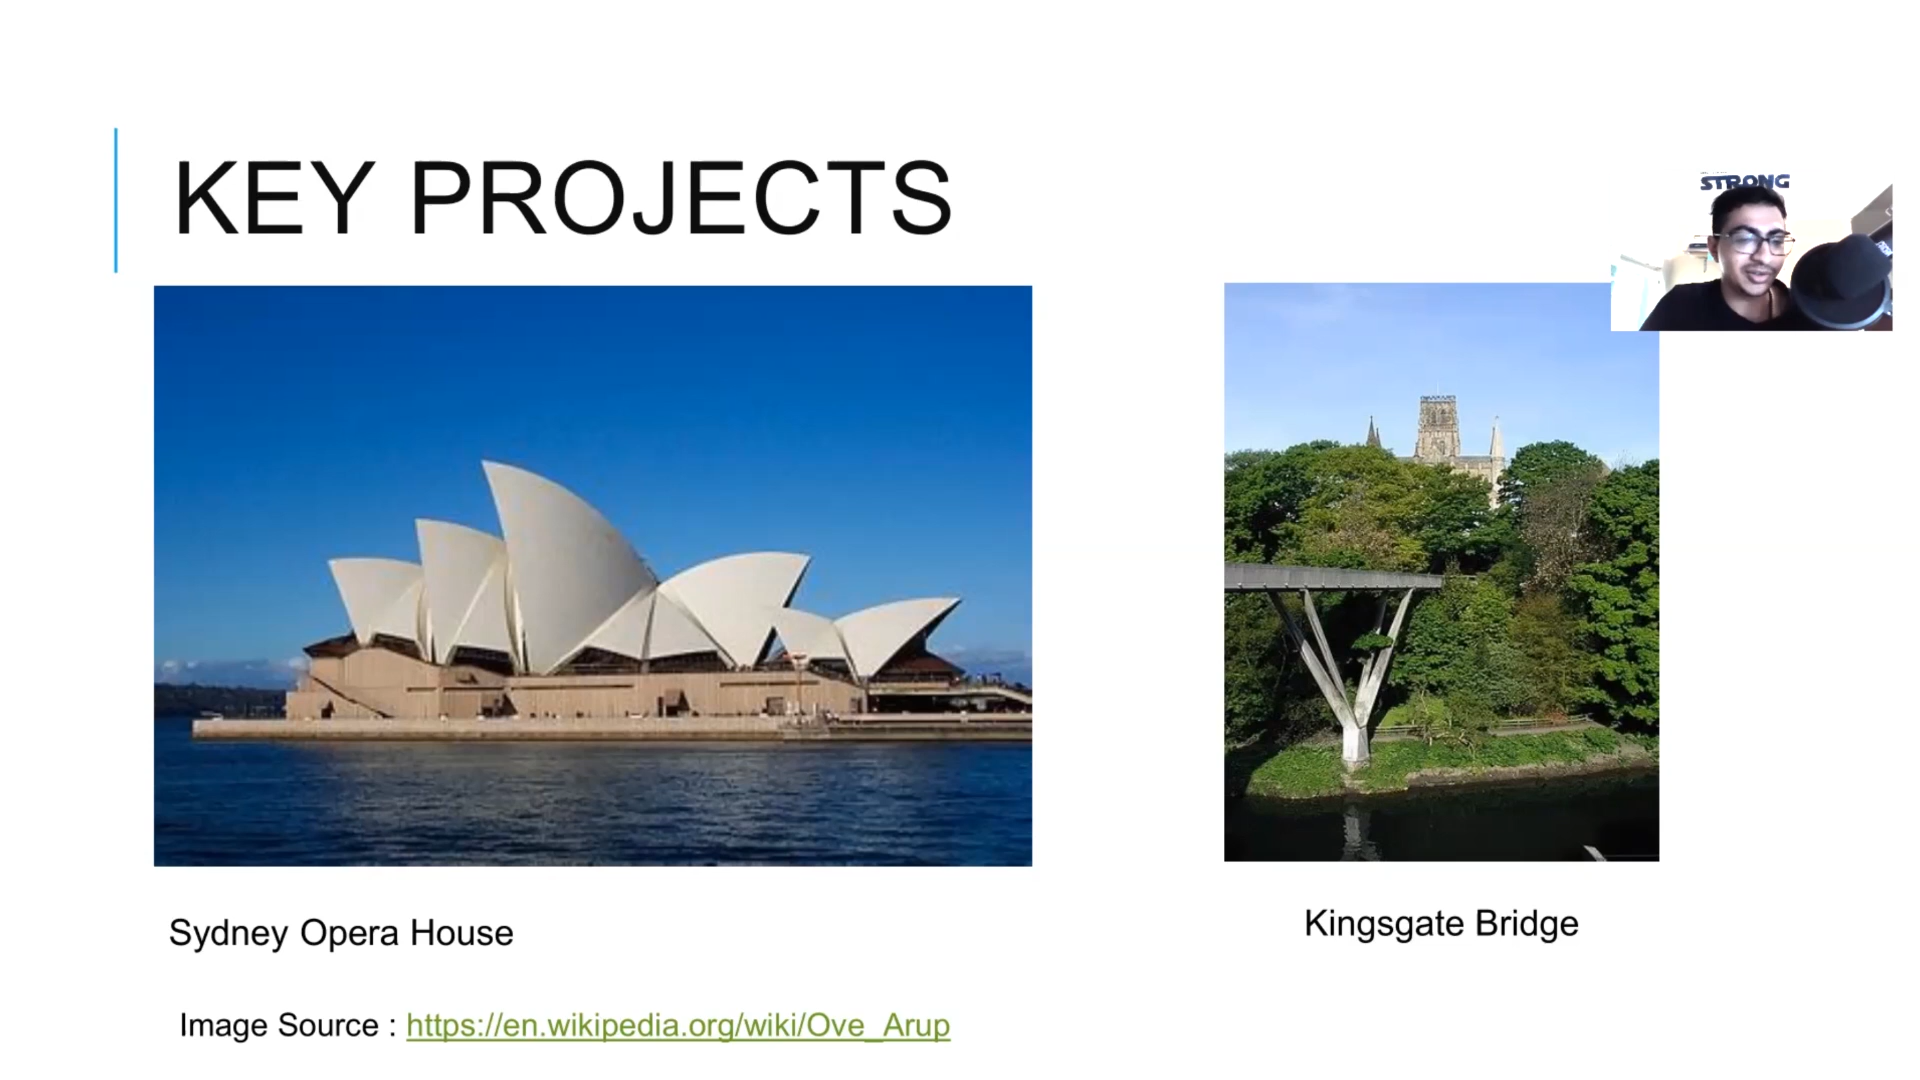 KEY PROJECTS
STRONG
Sydney Opera House
Kingsgate Bridge
Image Source : https://en.wikipedia.org/wiki/Ove_Arup